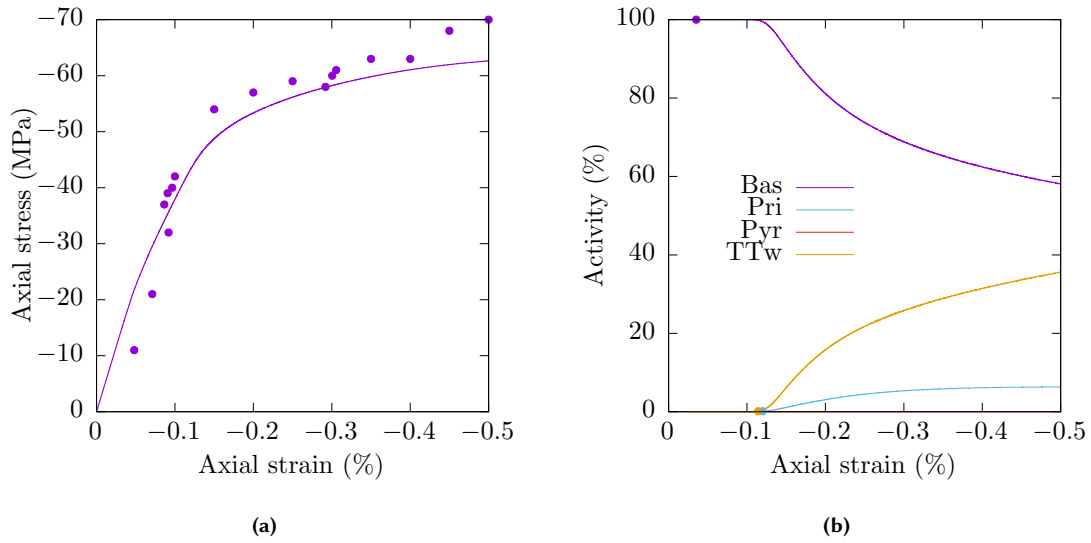 −70
−60
−50
−40
−30
−20
−10
0
0 −0.1 −0.2 −0.3 −0.4 −0.5
Axial stress (MPa)
Axial strain (%)
(a)
100
80
60
40
20
0
0 −0.1 −0.2 −0.3 −0.4 −0.5
Activity (%)
Bas
Pri
Pyr
TTw
Axial strain (%)
(b)